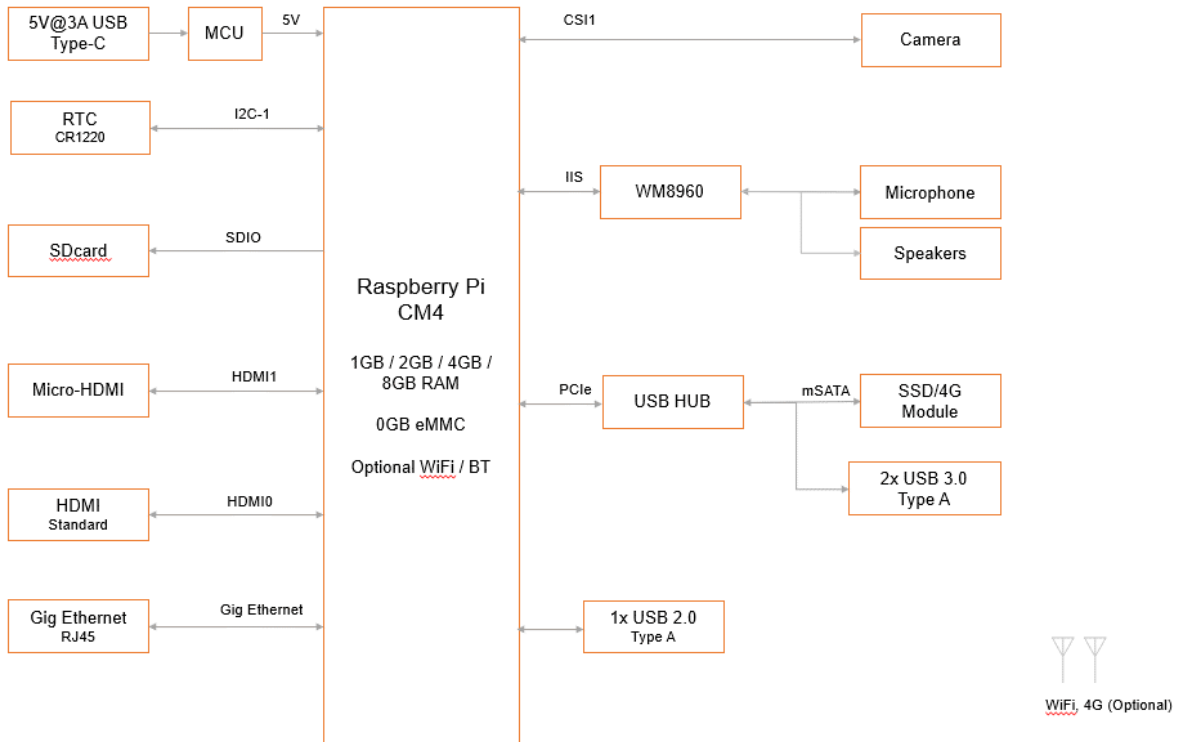 5V@3A USB
Type-C
MCU
5V
RTC
CR1220
I2C-1
SDcard
SDIO
Micro-HDMI
HDMI1
HDMI
Standard
HDMI0
Gig Ethernet
RJ45
Gig Ethernet
Raspberry Pi
CM4
1GB / 2GB / 4GB /
8GB RAM
0GB eMMC
Optional WiFi / BT
CSI1
Camera
IIS
WM8960
Microphone
Speakers
PCIe
USB HUB
mSATA
SSD/4G
Module
2x USB 3.0
Type A
1x USB 2.0
Type A
WiFi, 4G (Optional)